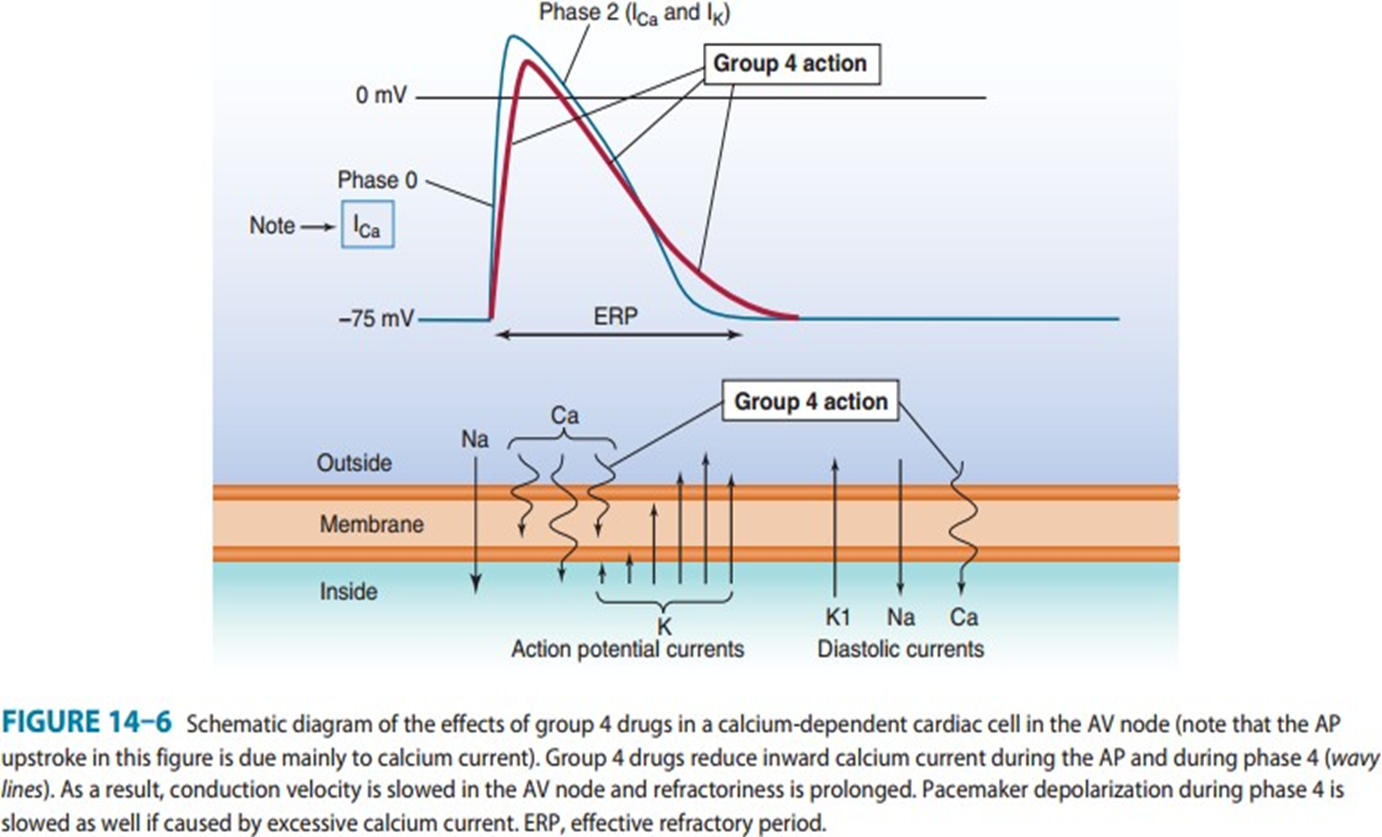 Phase 2 (ICa and IK)
Group 4 action
0 mV
Phase 0
Note
ICa
–75 mV
ERP
Group 4 action
Ca
Na
Outside
Membrane
Inside
K1 Na Ca
K
Action potential currents Diastolic currents
FIGURE 14–6 Schematic diagram of the effects of group 4 drugs in a calcium-dependent cardiac cell in the AV node (note that the AP
upstroke in this figure is due mainly to calcium current). Group 4 drugs reduce inward calcium current during the AP and during phase 4 (wavy
lines). As a result, conduction velocity is slowed in the AV node and refractoriness is prolonged. Pacemaker depolarization during phase 4 is
slowed as well if caused by excessive calcium current. ERP, effective refractory period.